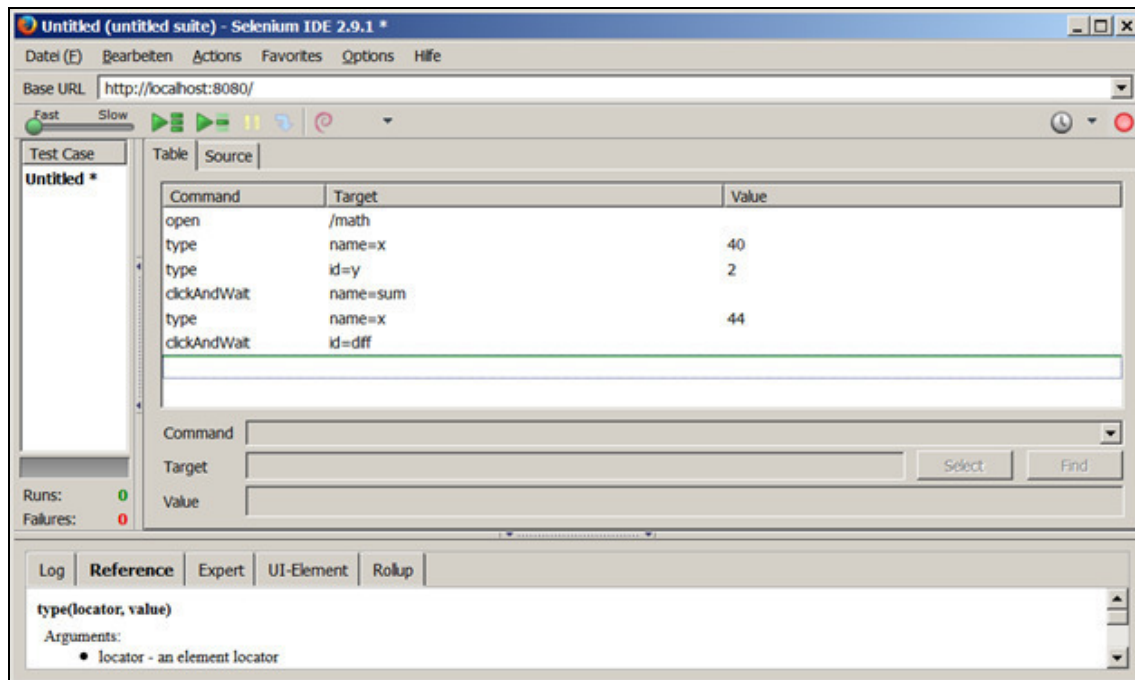 Untitled (untitled suite) - Selenium IDE 2.9.1 *
Datei (F) Bearbeiten Actions Favorites Options Hilfe
Base URL http://localhost:8080/
Fast Slow
Test Case
Untitled *
Runs: 0
Failures: 0
Table Source
Command Target Value
open /math
type name=x 40
type id=y 2
clickAndWait name=sum
type name=x 44
clickAndWait id=diff
Command
Target Select Find
Value
Log Reference Expert UI-Element Rollup
type(locator, value)
Arguments:
● locator - an element locator